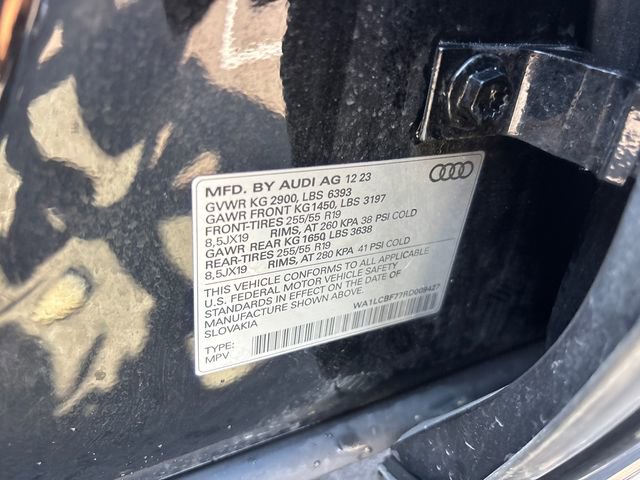 MFD. BY AUDI AG 12 23
GVWR KG 2900, LBS 6393
GAWR FRONT KG1450, LBS 3197
FRONT-TIRES 255/55 R19
8,5JX19 RIMS, AT 260 KPA 38 PSI COLD
GAWR REAR KG 1650, LBS 3638
REAR-TIRES 255/55 R19
8,5JX19 RIMS, AT 280 KPA 41 PSI COLD
THIS VEHICLE CONFORMS TO ALL APPLICABLE
U.S. FEDERAL MOTOR VEHICLE SAFETY
STANDARDS IN EFFECT ON THE DATE OF
MANUFACTURE SHOWN ABOVE.
SLOVAKIA
WA1LCBF77RD009427
TYPE:
MPV